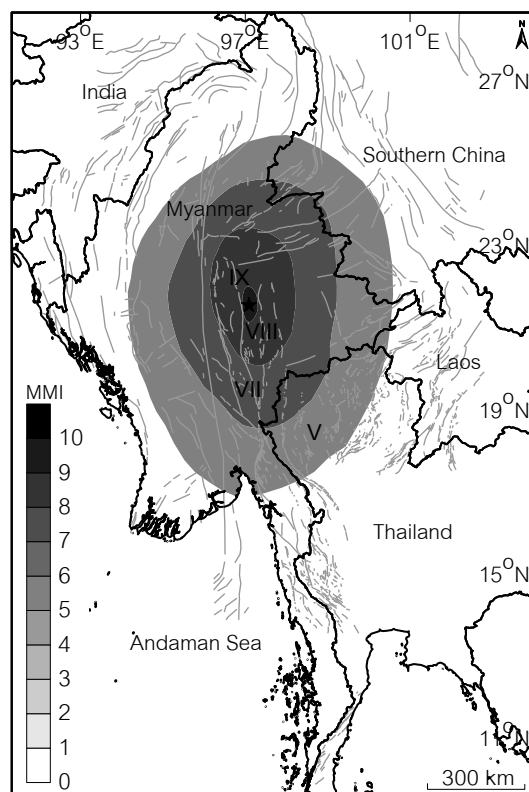 93°E 97°E 101°E N
27°N
India
Southern China
Myanmar
23°N
IX
VIII
Laos
MMI
VII
19°N
V
10
9
8
Thailand
7
6
15°N
5
4
Andaman Sea
3
2
11°N
1
0
300 km